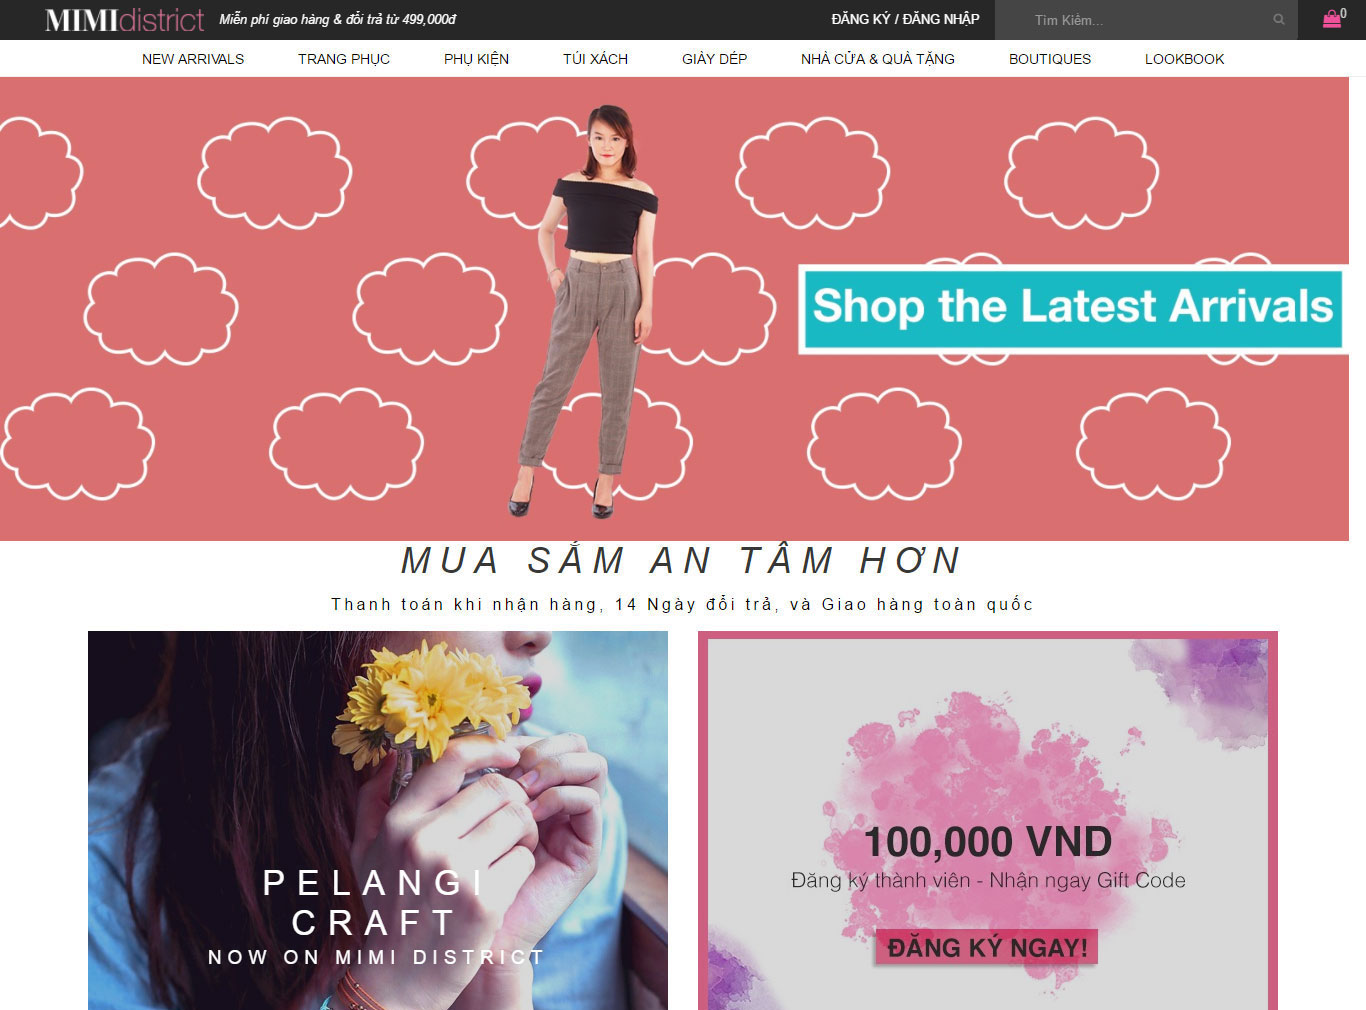 MIMIdistrict Miễn phí giao hàng & đổi trả từ 499,000đ ĐĂNG KÝ / ĐĂNG NHẬP Tìm Kiếm... 0
NEW ARRIVALS TRANG PHỤC PHỤ KIỆN TÚI XÁCH GIÀY DÉP NHÀ CỬA & QUÀ TẶNG BOUTIQUES LOOKBOOK
Shop the Latest Arrivals
MUA SẮM AN TÂM HƠN
Thanh toán khi nhận hàng, 14 Ngày đổi trả, và Giao hàng toàn quốc
PELANGI
CRAFT
NOW ON MIMI DISTRICT
100,000 VND
Đăng ký thành viên - Nhận ngay Gift Code
ĐĂNG KÝ NGAY!